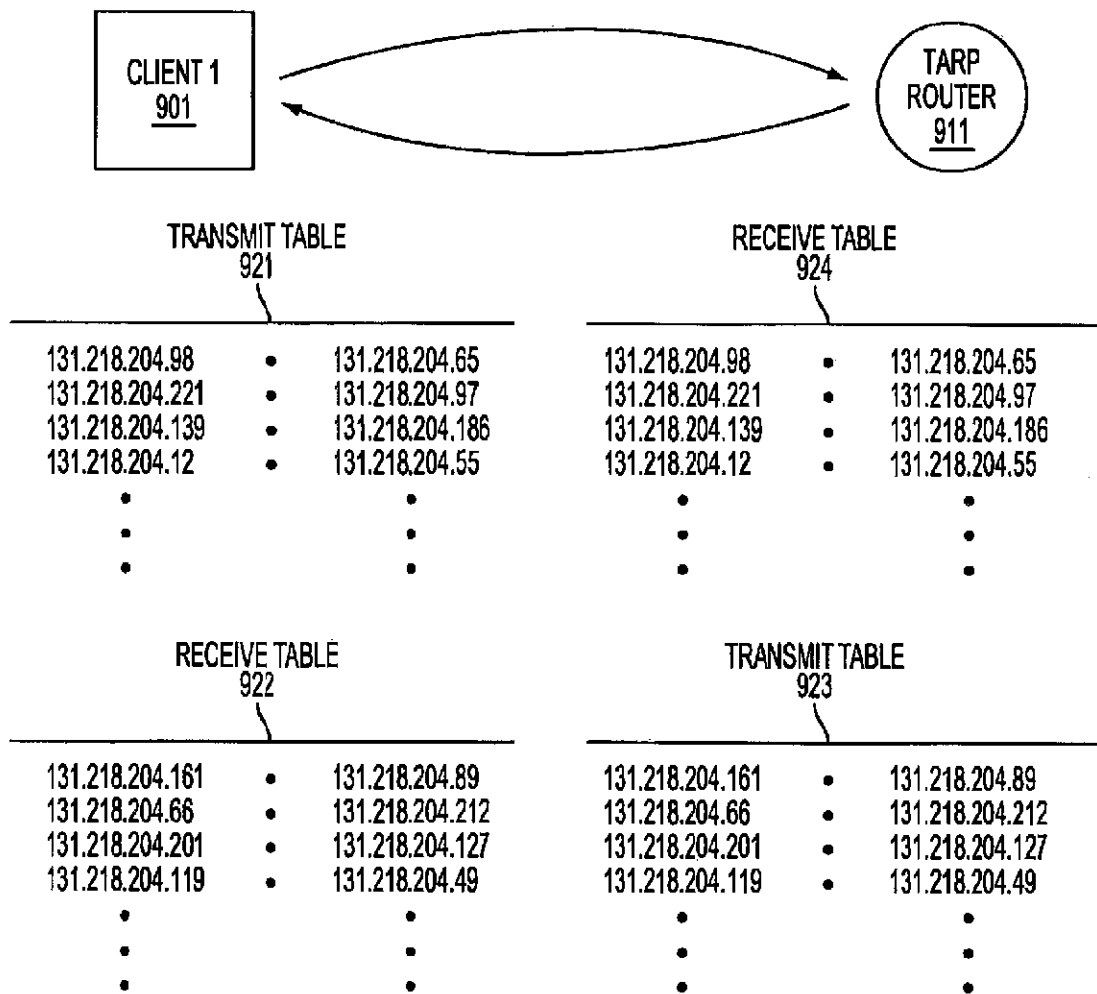 CLIENT 1
901
TARP
ROUTER
911
TRANSMIT TABLE
921
131.218.204.98 • 131.218.204.65
131.218.204.221 • 131.218.204.97
131.218.204.139 • 131.218.204.186
131.218.204.12 • 131.218.204.55
RECEIVE TABLE
924
131.218.204.98 • 131.218.204.65
131.218.204.221 • 131.218.204.97
131.218.204.139 • 131.218.204.186
131.218.204.12 • 131.218.204.55
RECEIVE TABLE
922
131.218.204.161 • 131.218.204.89
131.218.204.66 • 131.218.204.212
131.218.204.201 • 131.218.204.127
131.218.204.119 • 131.218.204.49
TRANSMIT TABLE
923
131.218.204.161 • 131.218.204.89
131.218.204.66 • 131.218.204.212
131.218.204.201 • 131.218.204.127
131.218.204.119 • 131.218.204.49